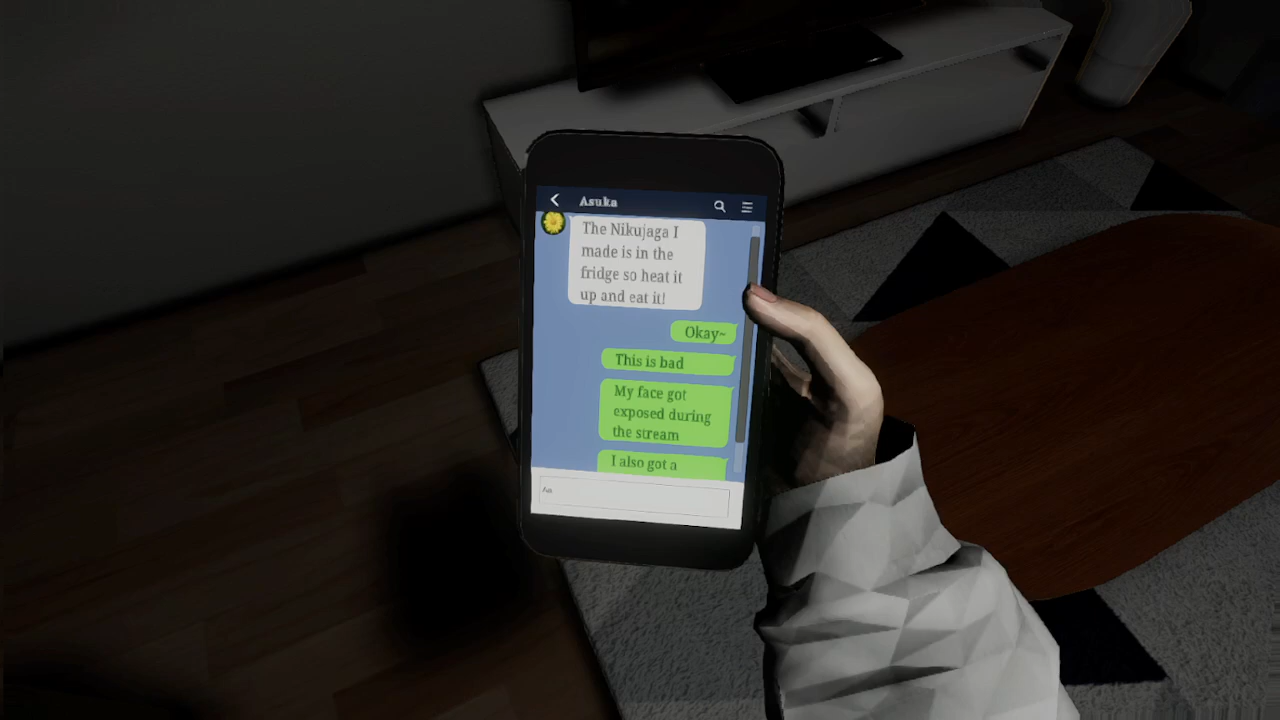 Asuka
The Nikujaga I
made is in the
fridge so heat it
up and eat it!
Okay~
This is bad
My face got
exposed during
the stream
I also got a
Aa